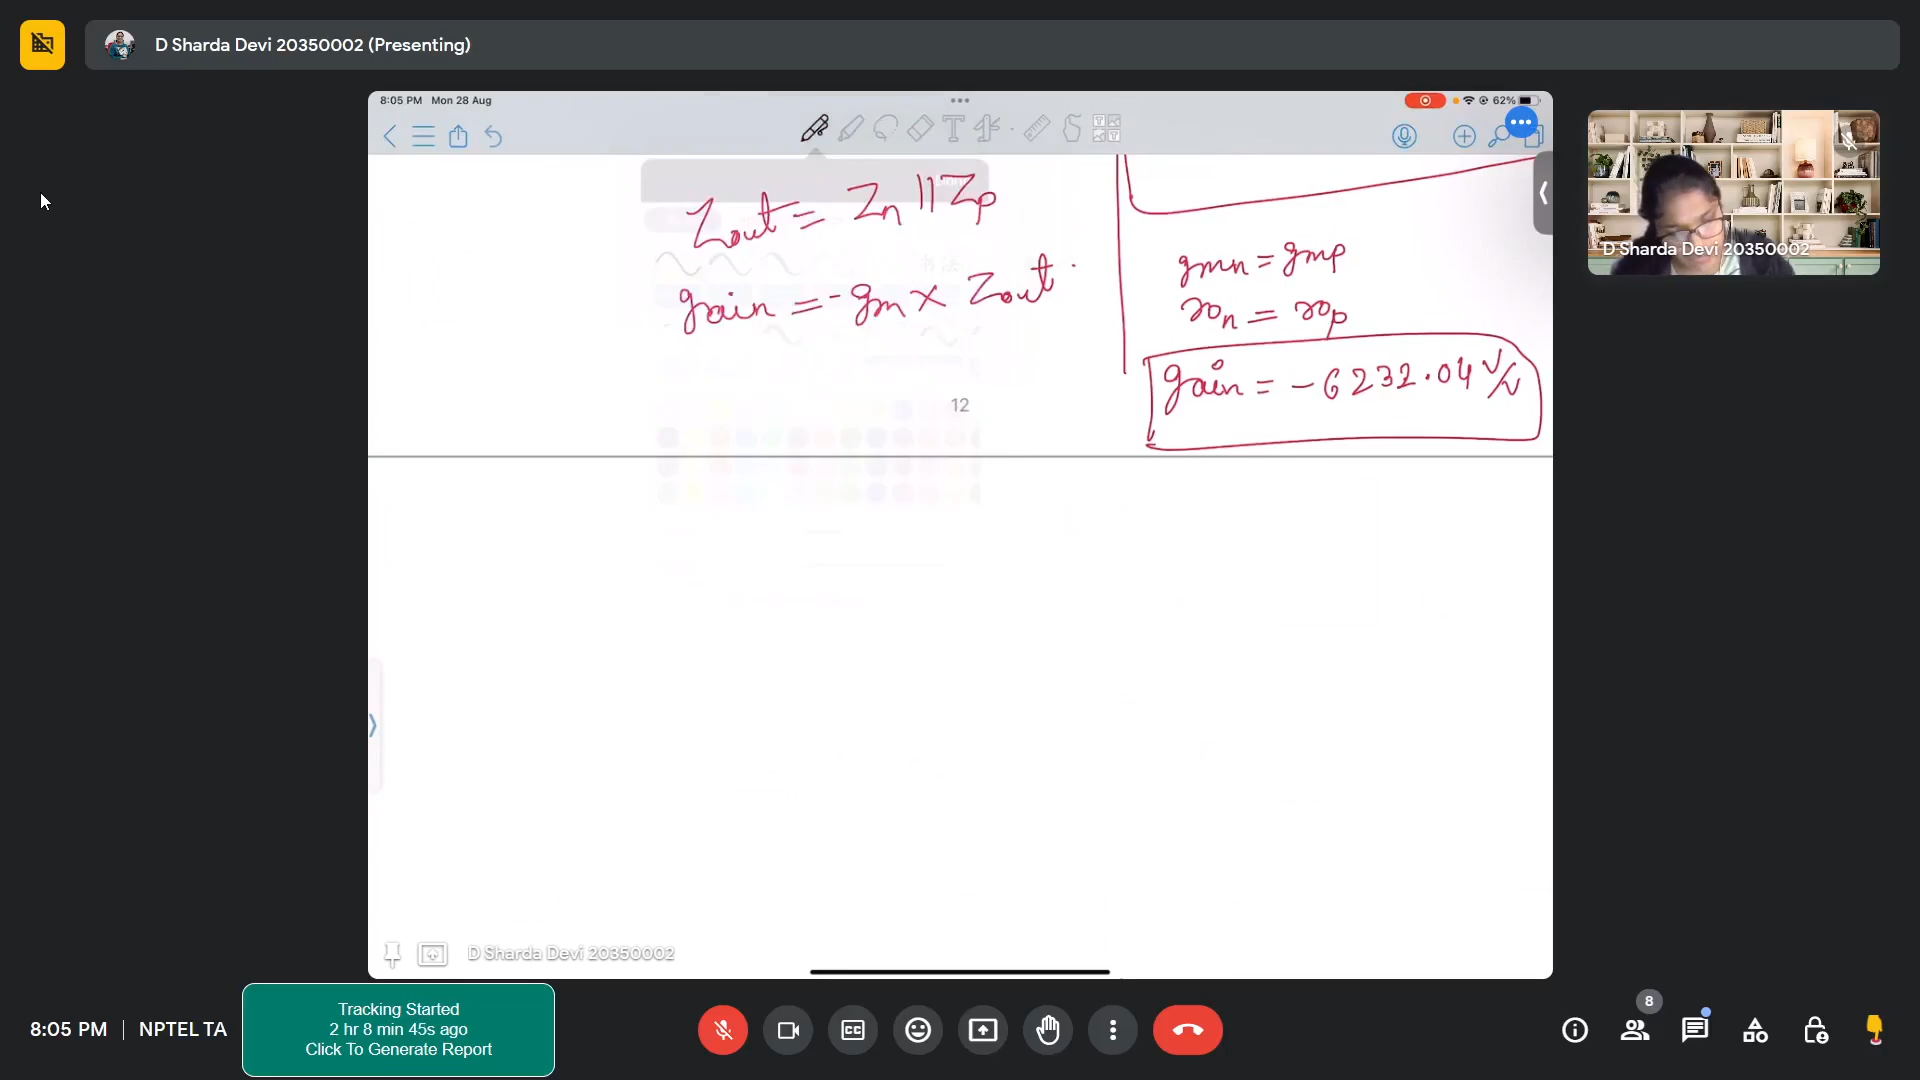 D Sharda Devi 20350002 (Presenting)
8:05 PM Mon 28 Aug
62%
Zout = Zn || Zp
gain = - gm × Zout
gmn = gmp
ron = rop
gain = -6232.04 V/V
12
D Sharda Devi 20350002
D Sharda Devi 20350002
8:05 PM | NPTEL TA
Tracking Started
2 hr 8 min 45s ago
Click To Generate Report
CC
8